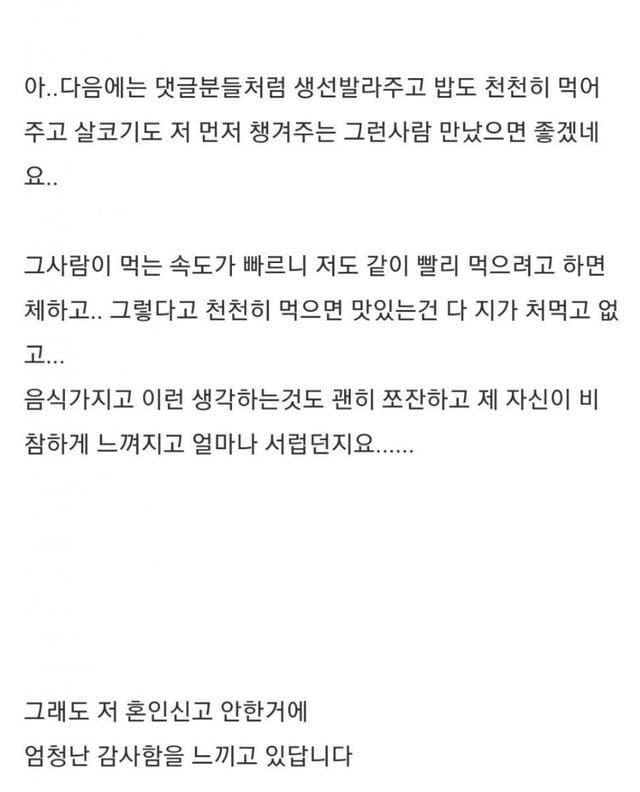 아..다음에는 댓글분들처럼 생선발라주고 밥도 천천히 먹어
주고 살코기도 저 먼저 챙겨주는 그런사람 만났으면 좋겠네
요..
그사람이 먹는 속도가 빠르니 저도 같이 빨리 먹으려고 하면
체하고.. 그렇다고 천천히 먹으면 맛있는건 다 지가 처먹고 없
고...
음식가지고 이런 생각하는것도 괜히 쪼잔하고 제 자신이 비
참하게 느껴지고 얼마나 서럽던지요......
그래도 저 혼인신고 안한거에
엄청난 감사함을 느끼고 있답니다